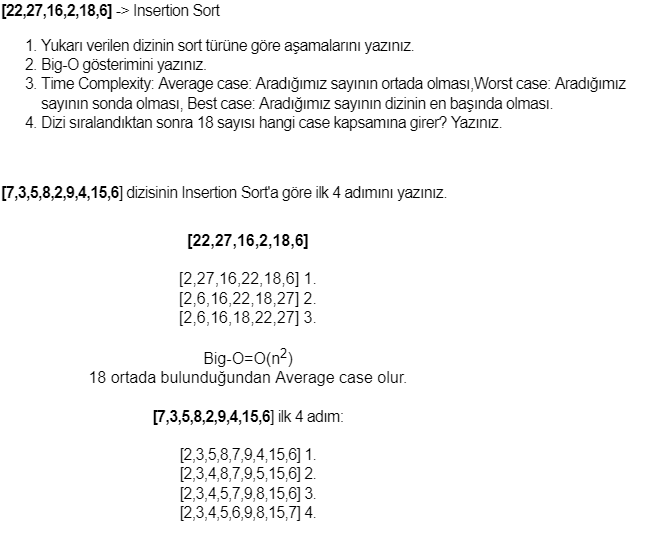 [22,27,16,2,18,6] -> Insertion Sort
1. Yukarı verilen dizinin sort türüne göre aşamalarını yazınız.
2. Big-O gösterimini yazınız.
3. Time Complexity: Average case: Aradığımız sayının ortada olması,Worst case: Aradığımız
sayının sonda olması, Best case: Aradığımız sayının dizinin en başında olması.
4. Dizi sıralandıktan sonra 18 sayısı hangi case kapsamına girer? Yazınız.
[7,3,5,8,2,9,4,15,6] dizisinin Insertion Sort'a göre ilk 4 adımını yazınız.
[22,27,16,2,18,6]
[2,27,16,22,18,6] 1.
[2,6,16,22,18,27] 2.
[2,6,16,18,22,27] 3.
Big-O=O(n²)
18 ortada bulunduğundan Average case olur.
[7,3,5,8,2,9,4,15,6] ilk 4 adım:
[2,3,5,8,7,9,4,15,6] 1.
[2,3,4,8,7,9,5,15,6] 2.
[2,3,4,5,7,9,8,15,6] 3.
[2,3,4,5,6,9,8,15,7] 4.